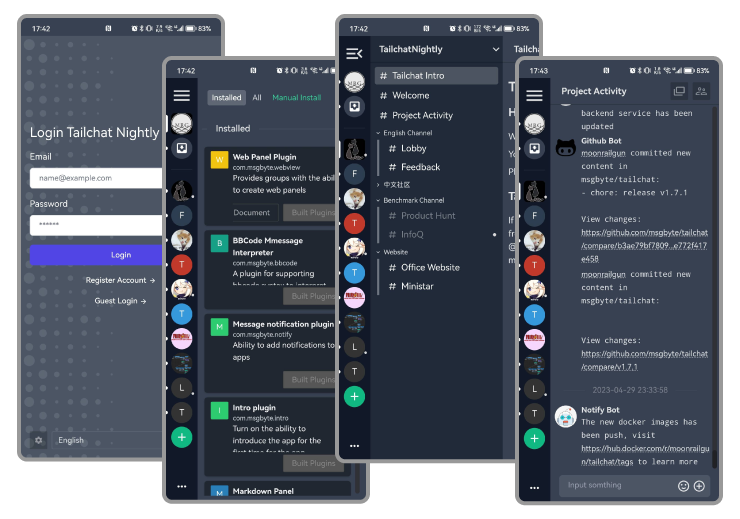 17:42
83%
Login Tailchat Nightly
Email
name@example.com
Password
******
Login
Register Account →
Guest Login →
English
17:42
83%
Installed
All
Manual Install
Installed
W
Web Panel Plugin
com.msgbyte.webview
Provides groups with the abil
to create web panels
Document
Built Plugins
B
BBCode Mmessage
Interpreter
com.msgbyte.bbcode
A plugin for supporting
Built Plugins
M
Message notification plugin
com.msgbyte.notify
Ability to add notifications to
apps
Built Plugins
I
Intro plugin
com.msgbyte.intro
Turn on the ability to
introduce the app for the
first time for the app
Built Plugins
M
Markdown Panel
F
T
T
L
T
17:42
83%
TailchatNightly
# Tailchat Intro
# Welcome
# Project Activity
English Channel
# Lobby
# Feedback
中文社区
Benchmark Channel
# Product Hunt
# InfoQ
Website
# Office Website
# Ministar
F
T
T
L
T
Tailch
17:43
83%
Project Activity
backend service has been
updated
Github Bot
moonrailgun committed new
content in
msgbyte/tailchat:
- chore: release v1.7.1
View changes:
https://github.com/msgbyte/tailchat
/compare/b3ae79bf7809...e772f417
e458
moonrailgun committed new
content in
msgbyte/tailchat:
View changes:
https://github.com/msgbyte/tailchat
/compare/v1.7.1
2023-04-29 23:33:58
Notify Bot
The new docker images has
been push, visit
https://hub.docker.com/r/moonrailgu
n/tailchat/tags to learn more
Input somthing
F
T
T
L
T